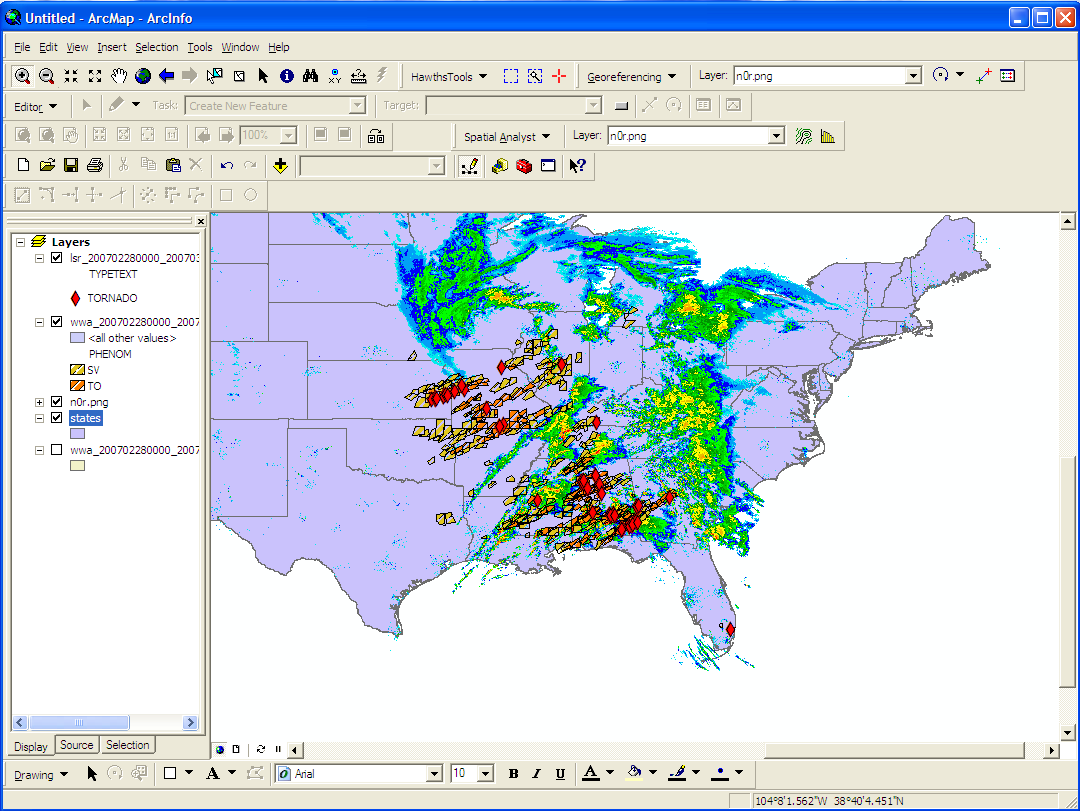 Untitled - ArcMap - ArcInfo
File Edit View Insert Selection Tools Window Help
HawthsTools Georeferencing Layer: n0r.png
Editor Task: Create New Feature Target:
100% Spatial Analyst Layer: n0r.png
Layers
lsr_200702280000_200703
TYPETEXT
TORNADO
wwa_200702280000_2007
<all other values>
PHENOM
SV
TO
n0r.png
states
wwa_200702280000_2007
Display Source Selection
Drawing A Arial 10 B I U A
104°8'1.562"W 38°40'4.451"N